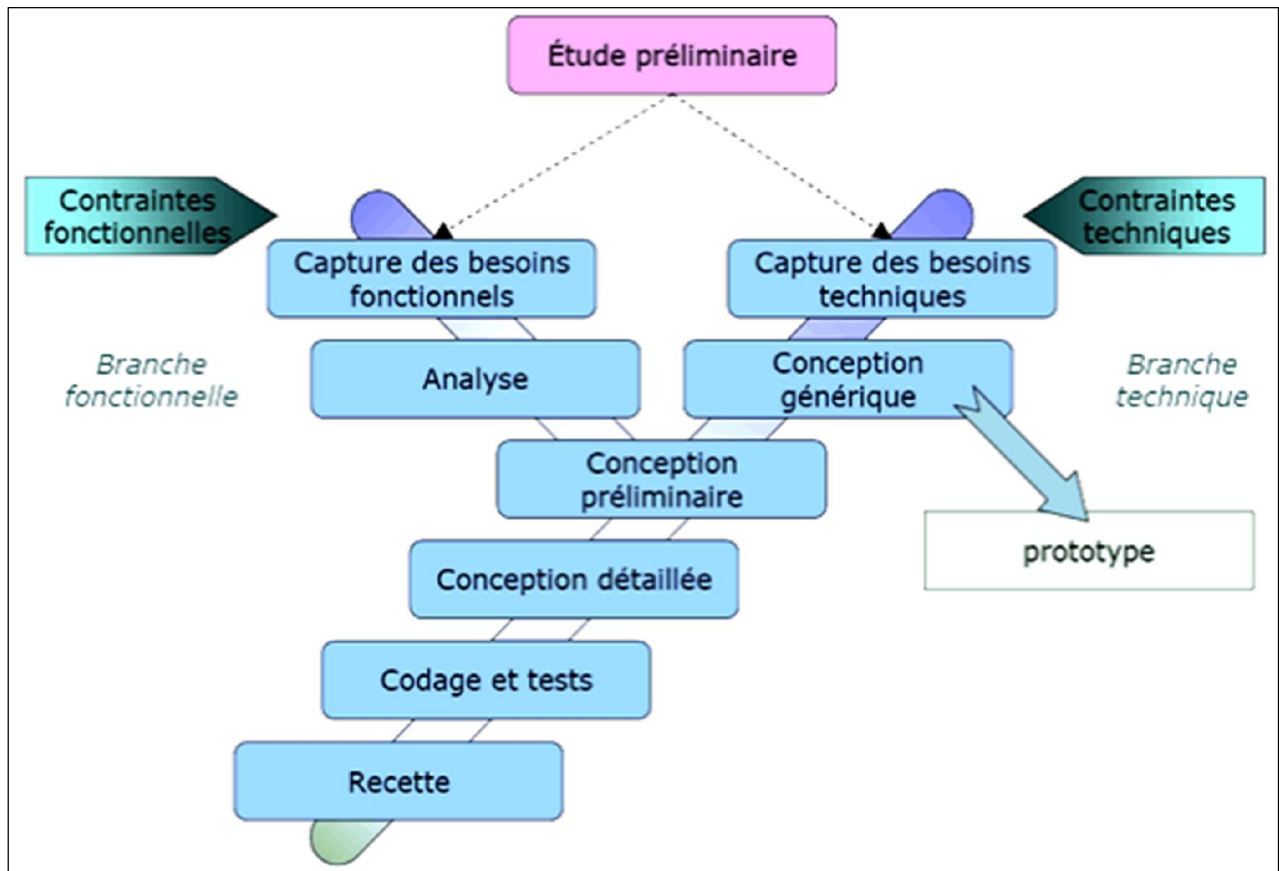 Étude préliminaire
Contraintes
fonctionnelles
Contraintes
techniques
Capture des besoins
fonctionnels
Capture des besoins
techniques
Branche
fonctionnelle
Analyse
Conception
générique
Branche
technique
Conception
préliminaire
prototype
Conception détaillée
Codage et tests
Recette